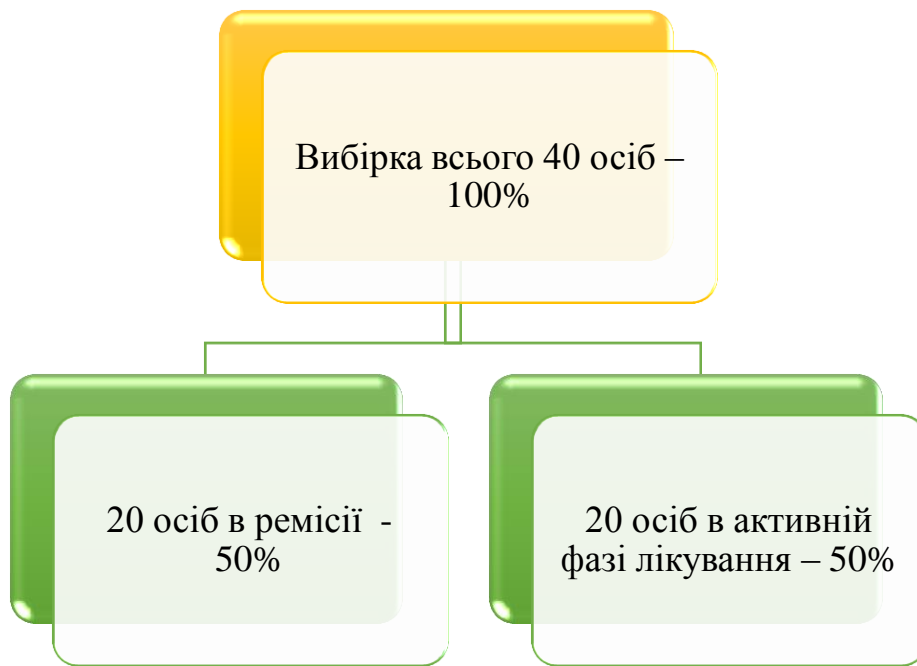 Вибірка всього 40 осіб –
100%
20 осіб в ремісії -
50%
20 осіб в активній
фазі лікування – 50%